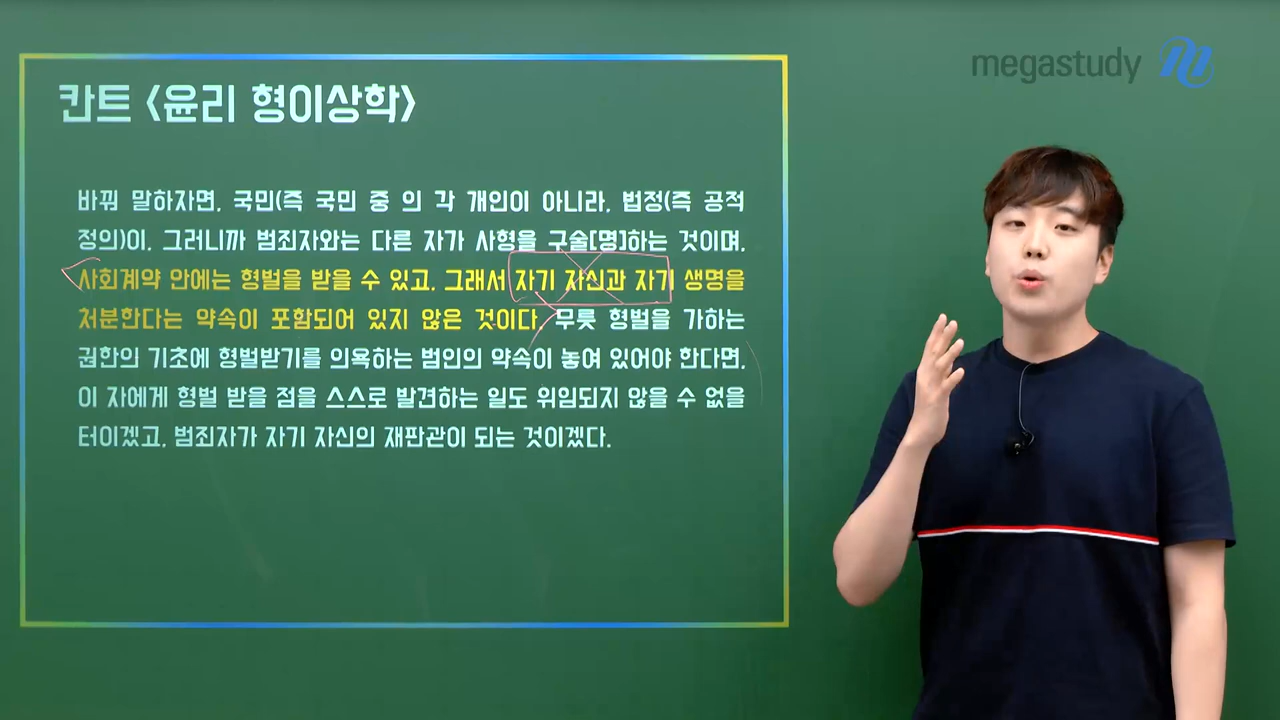 megastudy
칸트 <윤리 형이상학>
바꿔 말하자면, 국민(즉 국민 중 의 각 개인이 아니라, 법정(즉 공적
정의)이, 그러니까 범죄자와는 다른 자가 사형을 구술[명]하는 것이며,
사회계약 안에는 형벌을 받을 수 있고, 그래서 자기 자신과 자기 생명을
처분한다는 약속이 포함되어 있지 않은 것이다. 무릇 형벌을 가하는
권한의 기초에 형벌받기를 의욕하는 범인의 약속이 놓여 있어야 한다면,
이 자에게 형벌 받을 점을 스스로 발견하는 일도 위임되지 않을 수 없을
터이겠고, 범죄자가 자기 자신의 재판관이 되는 것이겠다.